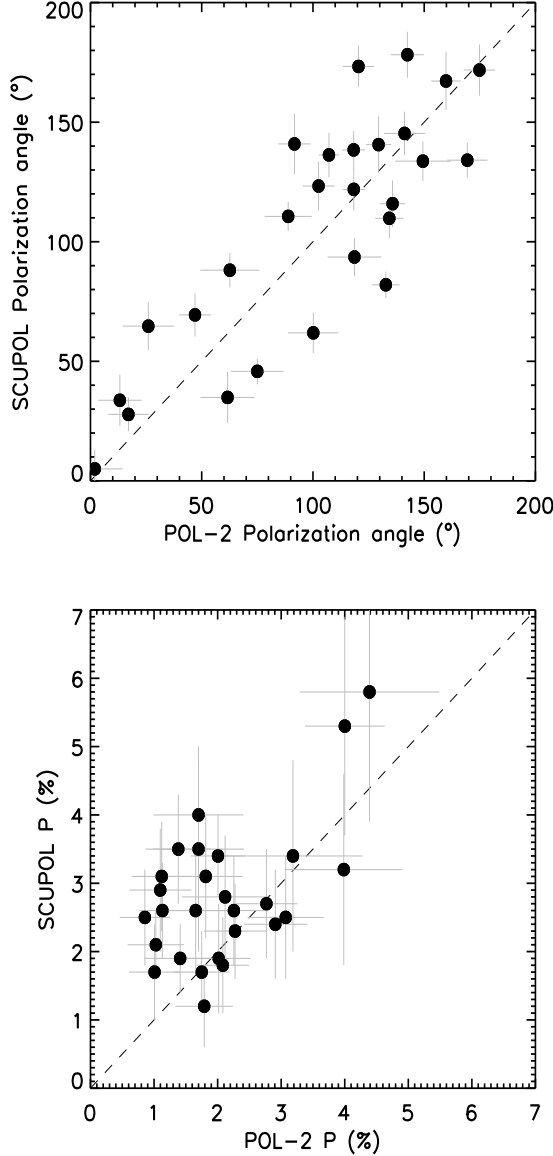 200
150
100
50
0
SCUPOL Polarization angle (°)
0 50 100 150 200
POL−2 Polarization angle (°)
7
6
5
4
3
2
1
0
SCUPOL P (%)
0 1 2 3 4 5 6 7
POL−2 P (%)